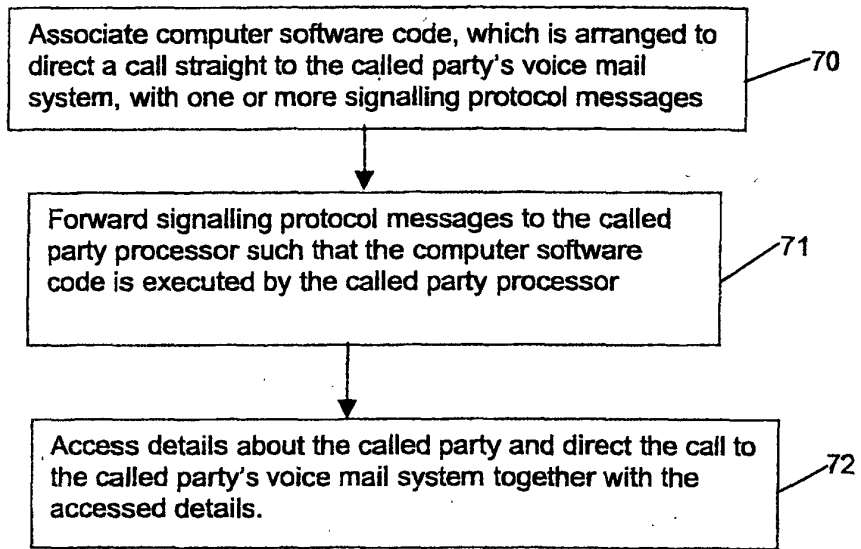 Associate computer software code, which is arranged to
direct a call straight to the called party's voice mail
system, with one or more signalling protocol messages
70
Forward signalling protocol messages to the called
party processor such that the computer software
code is executed by the called party processor
71
Access details about the called party and direct the call to
the called party's voice mail system together with the
accessed details.
72